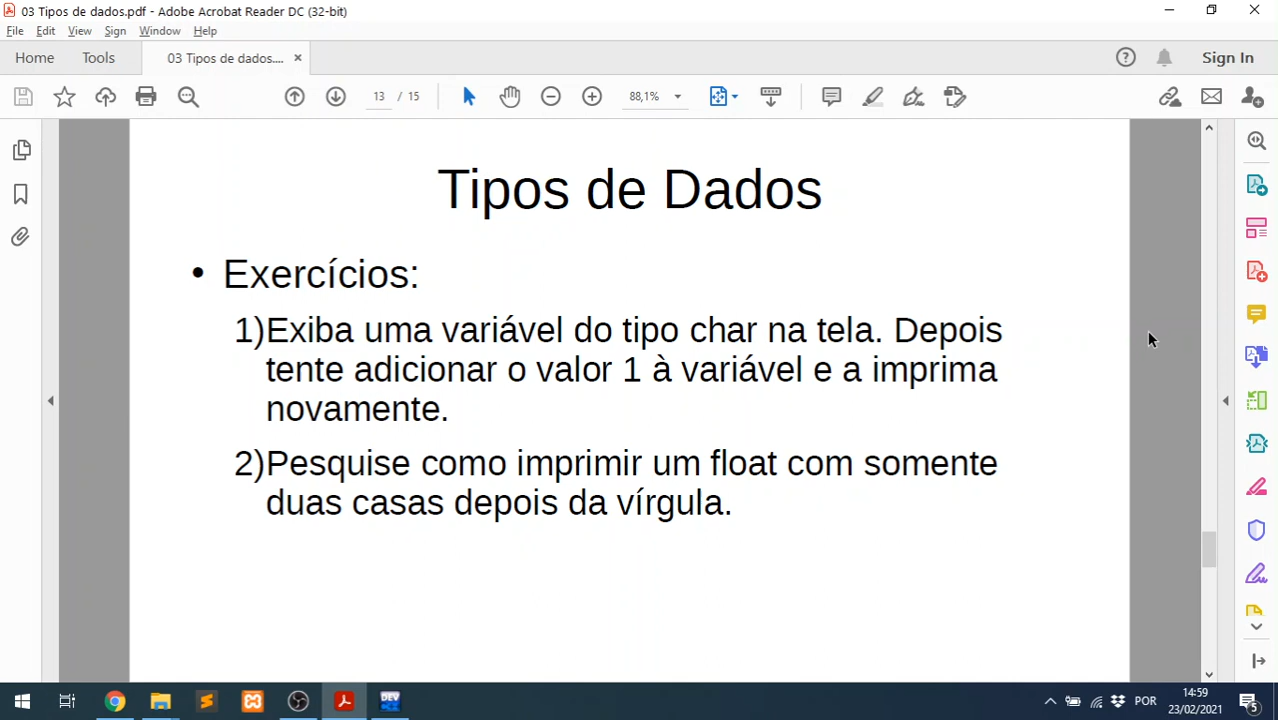 03 Tipos de dados.pdf - Adobe Acrobat Reader DC (32-bit)
File Edit View Sign Window Help
Home Tools 03 Tipos de dados.... × Sign In
13 / 15 88,1%
Tipos de Dados
• Exercícios:
1)Exiba uma variável do tipo char na tela. Depois
tente adicionar o valor 1 à variável e a imprima
novamente.
2)Pesquise como imprimir um float com somente
duas casas depois da vírgula.
DEV
POR
14:59
23/02/2021
5